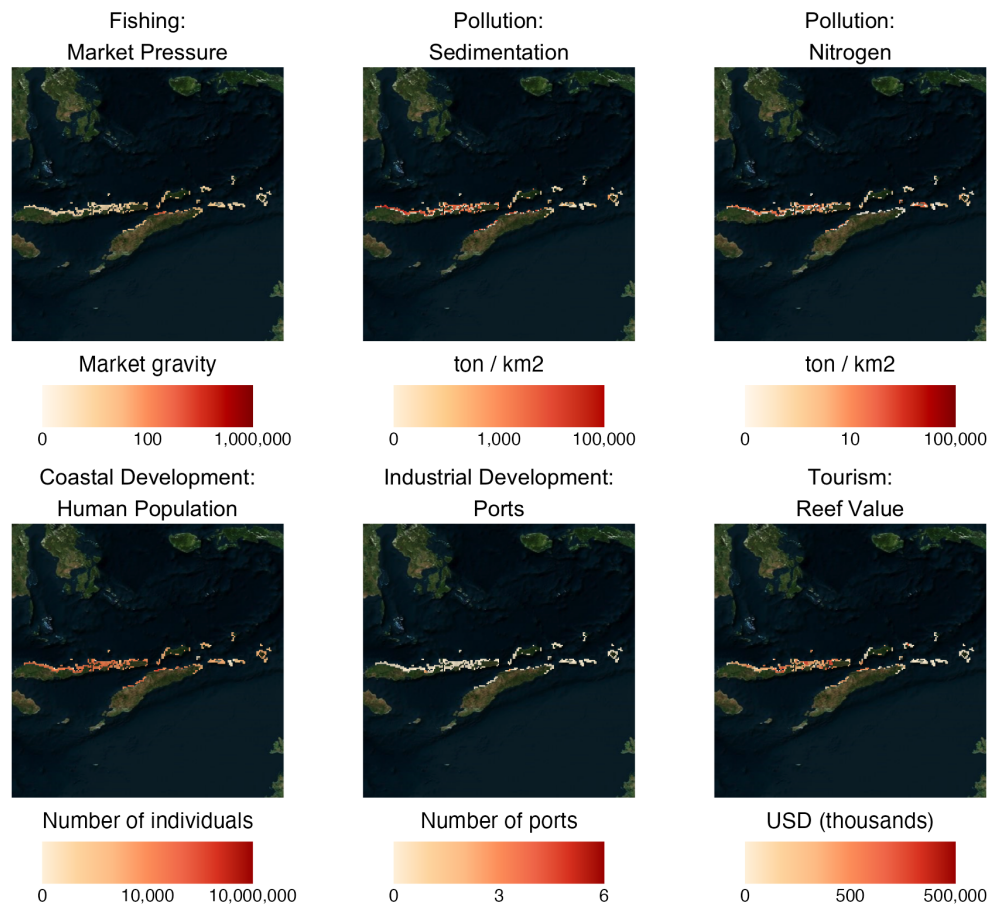 Fishing:
Market Pressure
Pollution:
Sedimentation
Pollution:
Nitrogen
Market gravity
0 100 1,000,000
ton / km2
0 1,000 100,000
ton / km2
0 10 100,000
Coastal Development:
Human Population
Industrial Development:
Ports
Tourism:
Reef Value
Number of individuals
0 10,000 10,000,000
Number of ports
0 3 6
USD (thousands)
0 500 500,000